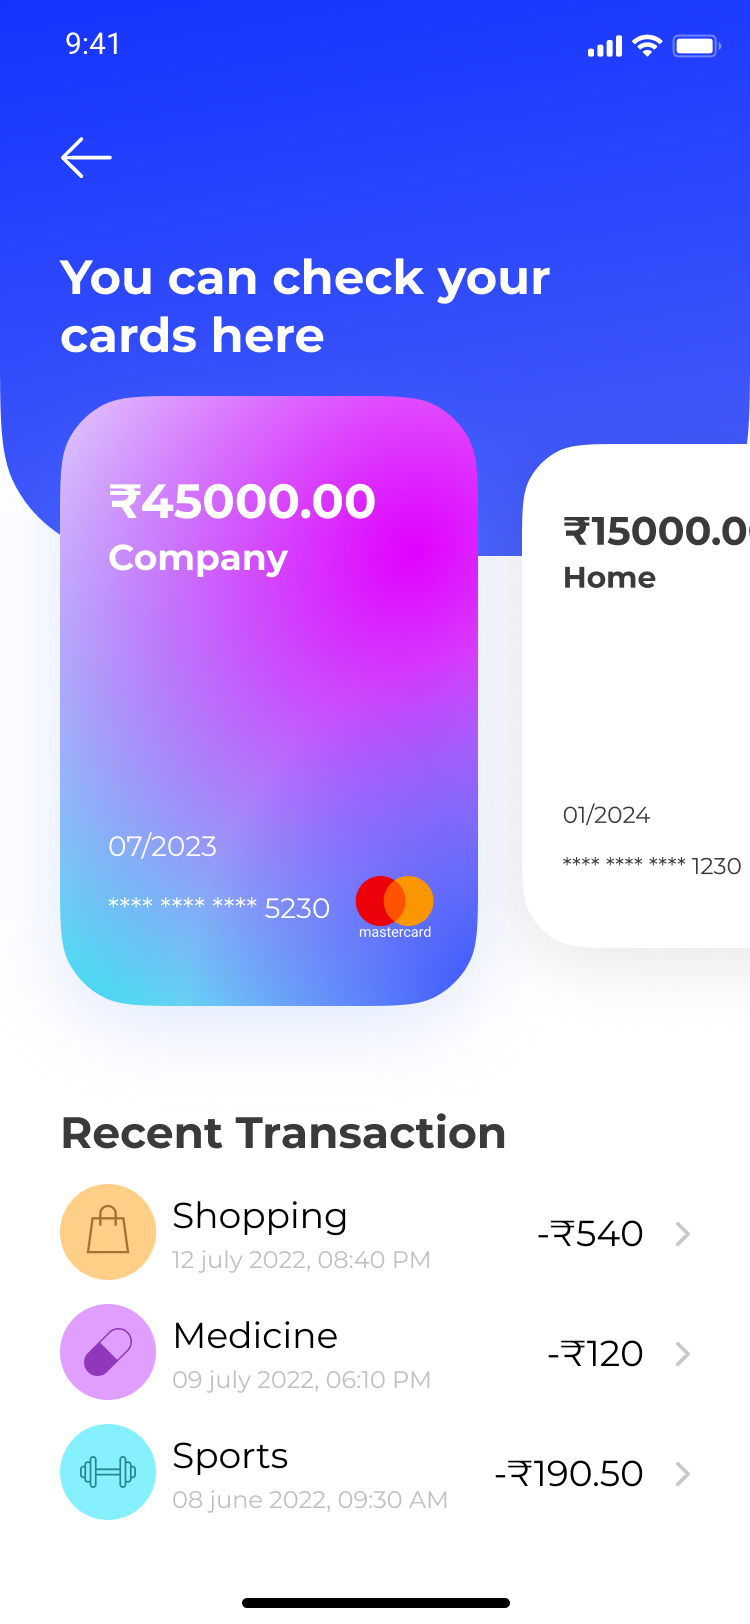 9:41
You can check your
cards here
₹45000.00
Company
07/2023
**** **** **** 5230
mastercard
₹15000.0
Home
01/2024
**** **** **** 1230
Recent Transaction
Shopping
12 july 2022, 08:40 PM
-₹540
Medicine
09 july 2022, 06:10 PM
-₹120
Sports
08 june 2022, 09:30 AM
-₹190.50